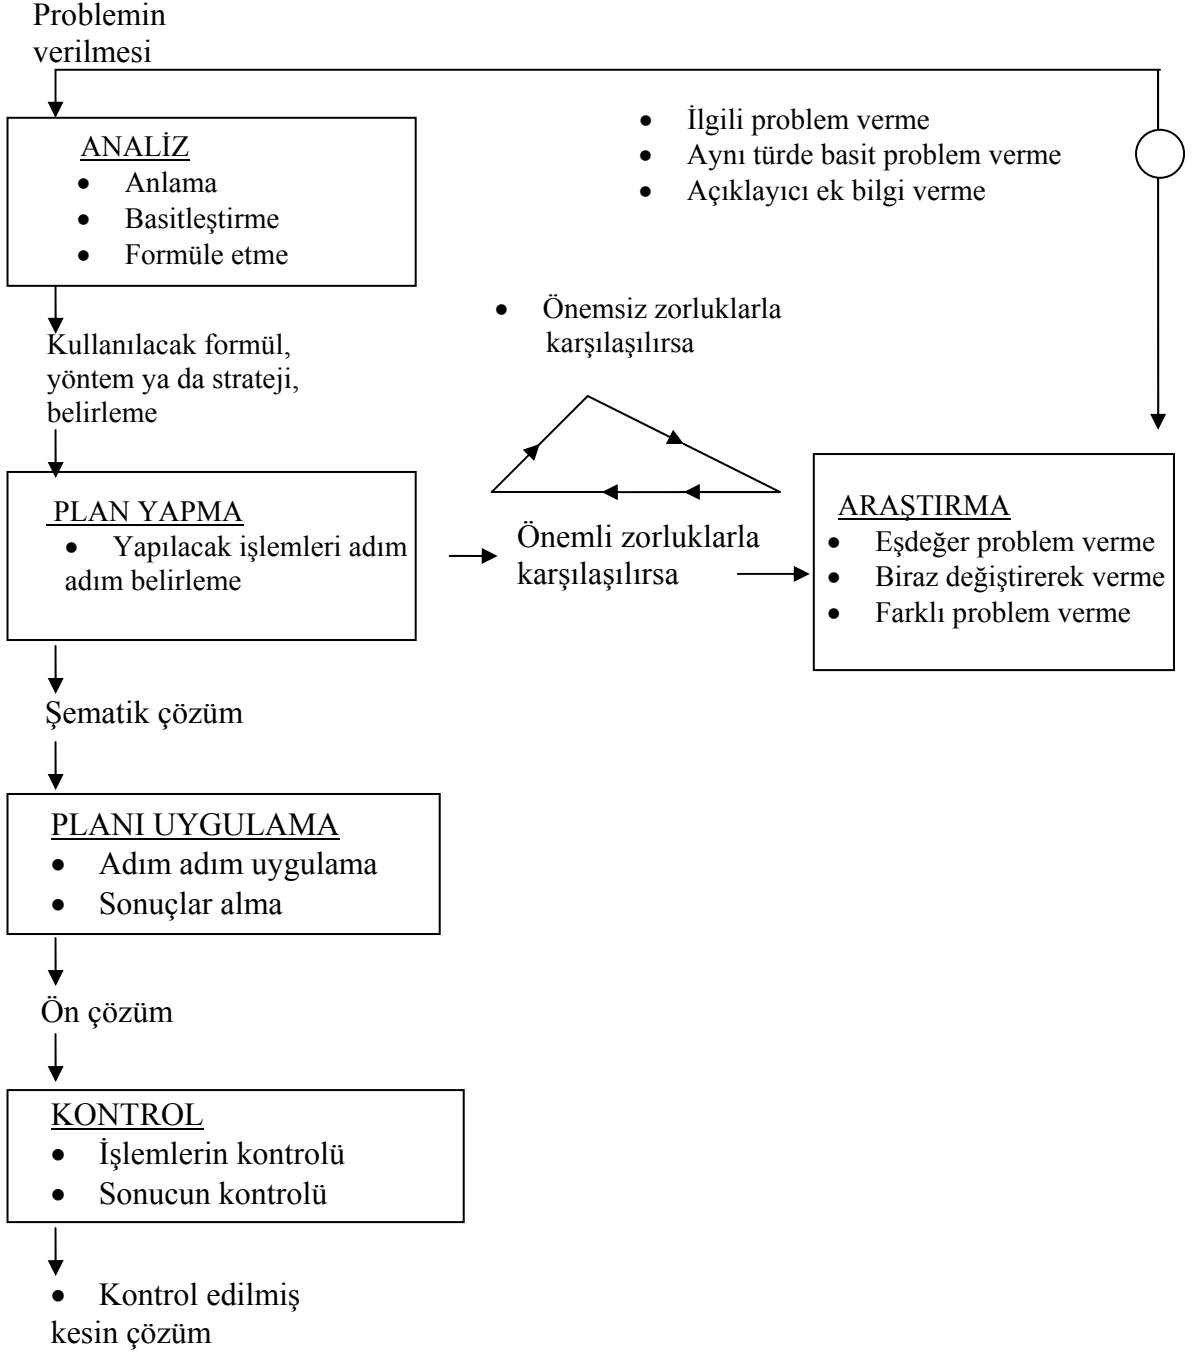 Problemin
verilmesi
ANALİZ
• Anlama
• Basitleştirme
• Formüle etme
• İlgili problem verme
• Aynı türde basit problem verme
• Açıklayıcı ek bilgi verme
• Önemsiz zorluklarla
karşılaşılırsa
Kullanılacak formül,
yöntem ya da strateji,
belirleme
PLAN YAPMA
• Yapılacak işlemleri adım
adım belirleme
Önemli zorluklarla
karşılaşılırsa
ARAŞTIRMA
• Eşdeğer problem verme
• Biraz değiştirerek verme
• Farklı problem verme
Şematik çözüm
PLANI UYGULAMA
• Adım adım uygulama
• Sonuçlar alma
Ön çözüm
KONTROL
• İşlemlerin kontrolü
• Sonucun kontrolü
• Kontrol edilmiş
kesin çözüm